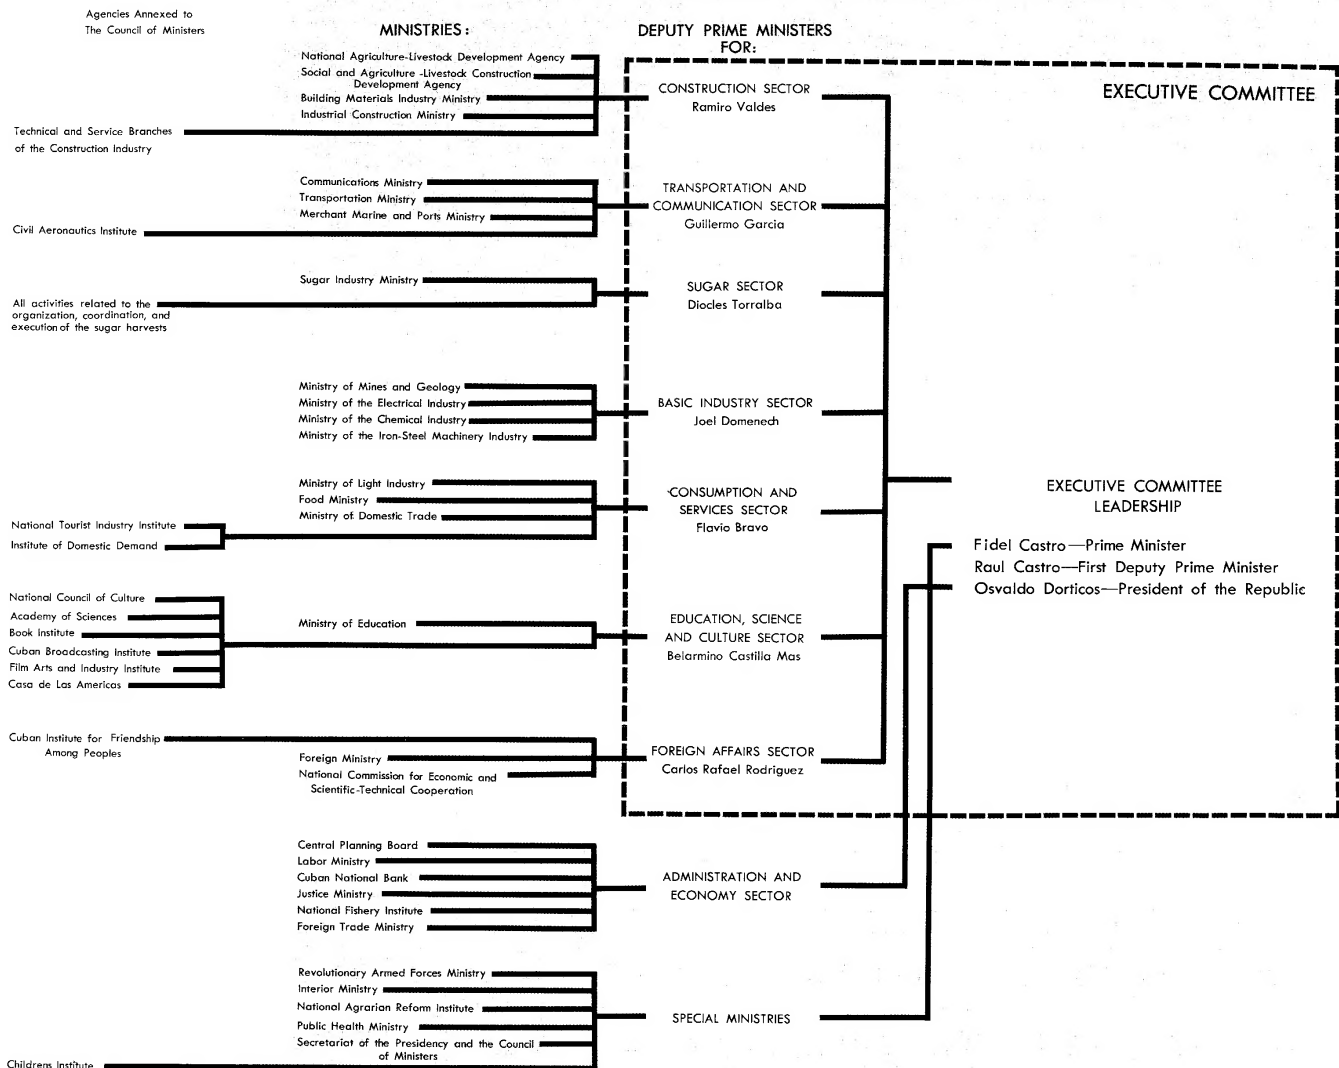 Agencies Annexed to
The Council of Ministers
MINISTRIES:
DEPUTY PRIME MINISTERS
FOR:
EXECUTIVE COMMITTEE
National Agriculture-Livestock Development Agency
Social and Agriculture -Livestock Construction
Development Agency
Building Materials Industry Ministry
Industrial Construction Ministry
Technical and Service Branches
of the Construction Industry
CONSTRUCTION SECTOR
Ramiro Valdes
Communications Ministry
Transportation Ministry
Merchant Marine and Ports Ministry
Civil Aeronautics Institute
TRANSPORTATION AND
COMMUNICATION SECTOR
Guillermo Garcia
Sugar Industry Ministry
All activities related to the
organization, coordination, and
execution of the sugar harvests
SUGAR SECTOR
Diocles Torralba
Ministry of Mines and Geology
Ministry of the Electrical Industry
Ministry of the Chemical Industry
Ministry of the Iron-Steel Machinery Industry
BASIC INDUSTRY SECTOR
Joel Domenech
Ministry of Light Industry
Food Ministry
Ministry of Domestic Trade
National Tourist Industry Institute
Institute of Domestic Demand
CONSUMPTION AND
SERVICES SECTOR
Flavio Bravo
EXECUTIVE COMMITTEE
LEADERSHIP
Fidel Castro—Prime Minister
Raul Castro—First Deputy Prime Minister
Osvaldo Dorticos—President of the Republic
National Council of Culture
Academy of Sciences
Book Institute
Cuban Broadcasting Institute
Film Arts and Industry Institute
Casa de Las Americas
Ministry of Education
EDUCATION, SCIENCE
AND CULTURE SECTOR
Belarmino Castilla Mas
Cuban Institute for Friendship
Among Peoples
Foreign Ministry
National Commission for Economic and
Scientific-Technical Cooperation
FOREIGN AFFAIRS SECTOR
Carlos Rafael Rodriguez
Central Planning Board
Labor Ministry
Cuban National Bank
Justice Ministry
National Fishery Institute
Foreign Trade Ministry
ADMINISTRATION AND
ECONOMY SECTOR
Revolutionary Armed Forces Ministry
Interior Ministry
National Agrarian Reform Institute
Public Health Ministry
Secretariat of the Presidency and the Council
of Ministers
Childrens Institute
SPECIAL MINISTRIES